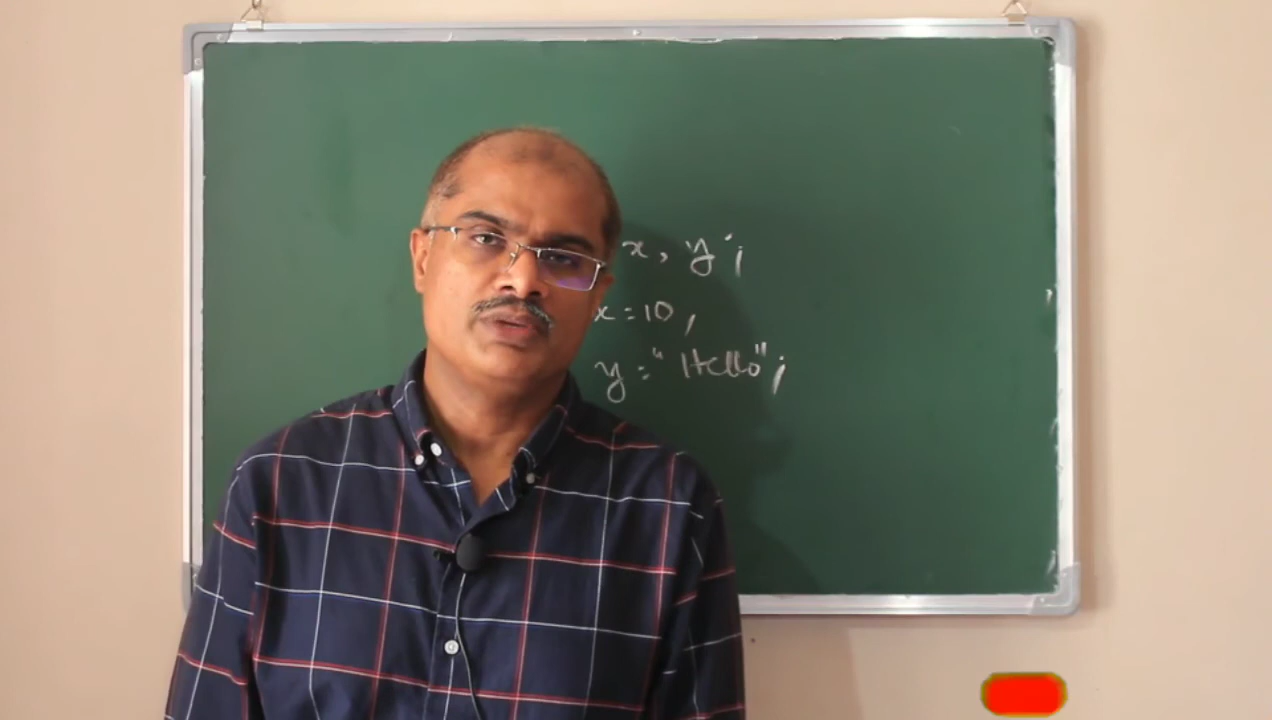 x, y;
x=10,
y="Hello";